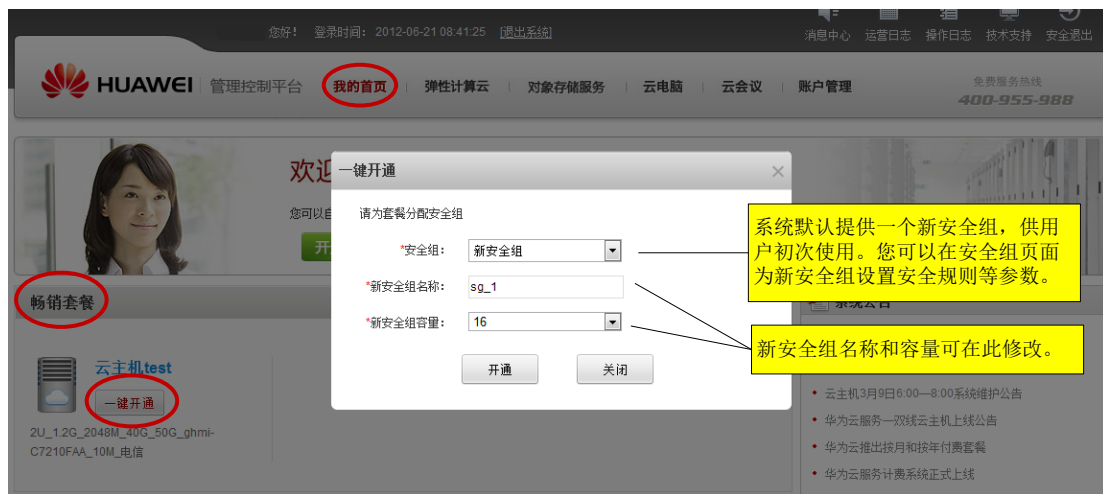 您好! 登录时间: 2012-06-21 08:41:25 [退出系统]
消息中心 运营日志 操作日志 技术支持 安全退出
HUAWEI 管理控制平台 我的首页 弹性计算云 对象存储服务 云电脑 云会议 账户管理
免费服务热线
400-955-988
欢迎
您可以自
开
一键开通
请为套餐分配安全组
*安全组: 新安全组
*新安全组名称: sg_1
*新安全组容量: 16
开通 关闭
系统默认提供一个新安全组，供用
户初次使用。您可以在安全组页面
为新安全组设置安全规则等参数。
新安全组名称和容量可在此修改。
畅销套餐
云主机test
一键开通
2U_1.2G_2048M_40G_50G_ghmi-
C7210FAA_10M_电信
系统公告
云主机3月9日6:00—8:00系统维护公告
华为云服务—双线云主机上线公告
华为云推出按月和按年付费套餐
华为云服务计费系统正式上线